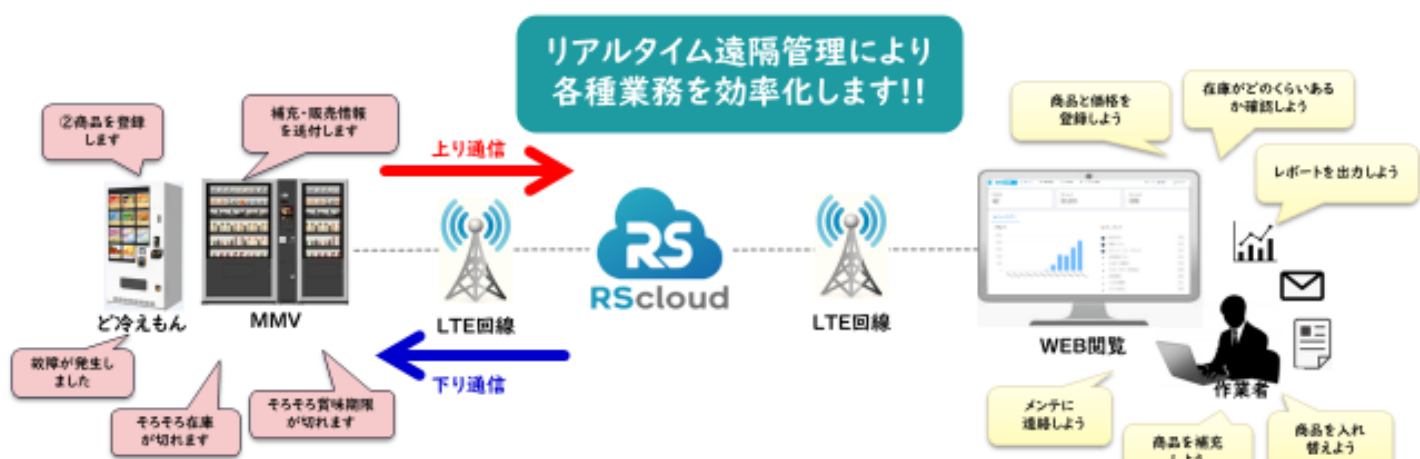 リアルタイム遠隔管理により
各種業務を効率化します!!
②商品を登録
します
補充・販売情報
を送付します
上り通信
商品と価格を
登録しよう
在庫がどのくらいある
か確認しよう
レポートを出力しよう
RS
RScloud
ど冷えもん
MMV
LTE回線
LTE回線
WEB閲覧
作業者
故障が発生し
ました
下り通信
そろそろ在庫
が切れます
そろそろ賞味期限
が切れます
メンテに
連絡しよう
商品を補充
しよう
商品を入れ
替えよう